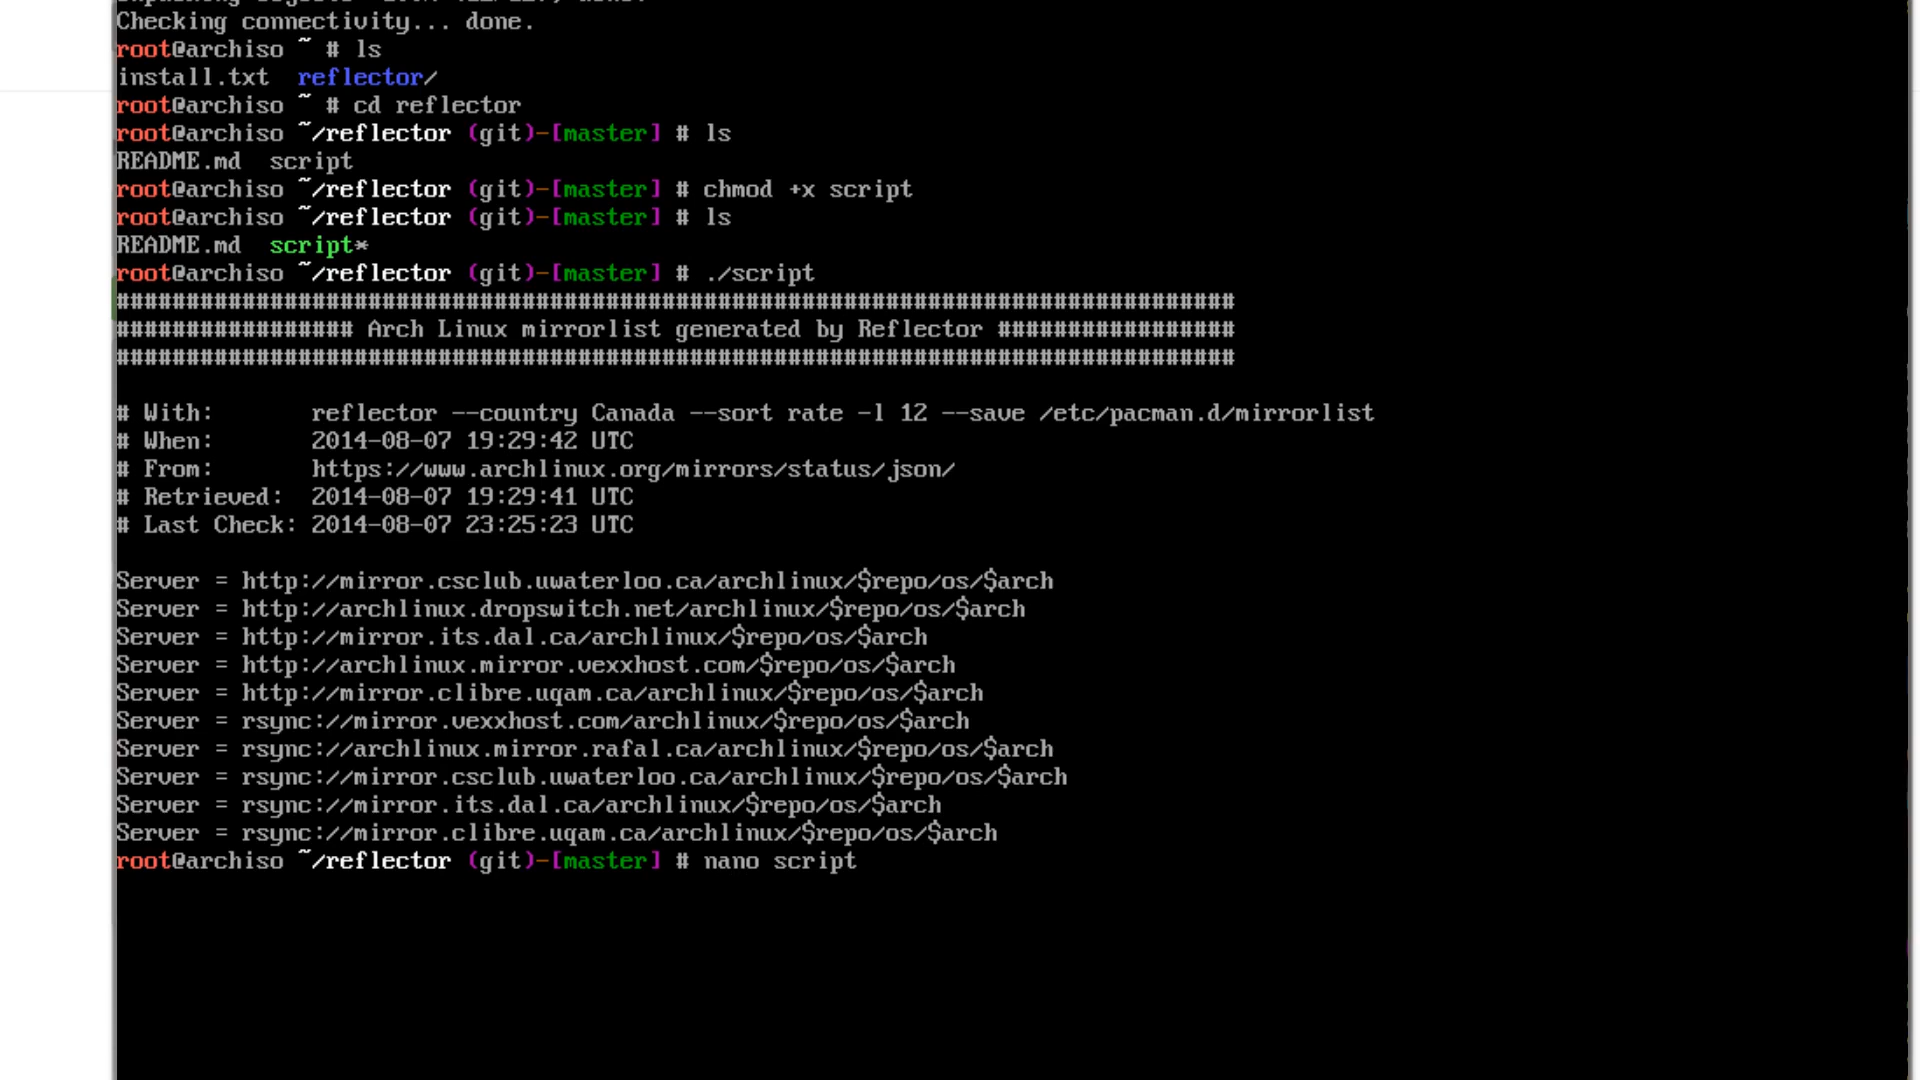 Checking connectivity... done.
root@archiso ~ # ls
install.txt  reflector/
root@archiso ~ # cd reflector
root@archiso ~/reflector (git)-[master] # ls
README.md  script
root@archiso ~/reflector (git)-[master] # chmod +x script
root@archiso ~/reflector (git)-[master] # ls
README.md  script*
root@archiso ~/reflector (git)-[master] # ./script
################################################################################
################# Arch Linux mirrorlist generated by Reflector #################
################################################################################
# With:       reflector --country Canada --sort rate -l 12 --save /etc/pacman.d/mirrorlist
# When:       2014-08-07 19:29:42 UTC
# From:       https://www.archlinux.org/mirrors/status/json/
# Retrieved:  2014-08-07 19:29:41 UTC
# Last Check: 2014-08-07 23:25:23 UTC
Server = http://mirror.csclub.uwaterloo.ca/archlinux/$repo/os/$arch
Server = http://archlinux.dropswitch.net/archlinux/$repo/os/$arch
Server = http://mirror.its.dal.ca/archlinux/$repo/os/$arch
Server = http://archlinux.mirror.vexxhost.com/$repo/os/$arch
Server = http://mirror.clibre.uqam.ca/archlinux/$repo/os/$arch
Server = rsync://mirror.vexxhost.com/archlinux/$repo/os/$arch
Server = rsync://archlinux.mirror.rafal.ca/archlinux/$repo/os/$arch
Server = rsync://mirror.csclub.uwaterloo.ca/archlinux/$repo/os/$arch
Server = rsync://mirror.its.dal.ca/archlinux/$repo/os/$arch
Server = rsync://mirror.clibre.uqam.ca/archlinux/$repo/os/$arch
root@archiso ~/reflector (git)-[master] # nano script